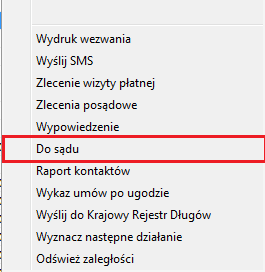 Wydruk wezwania
Wyślij SMS
Zlecenie wizyty płatnej
Zlecenia posądowe
Wypowiedzenie
Do sądu
Raport kontaktów
Wykaz umów po ugodzie
Wyślij do Krajowy Rejestr Długów
Wyznacz następne działanie
Odśwież zaległości